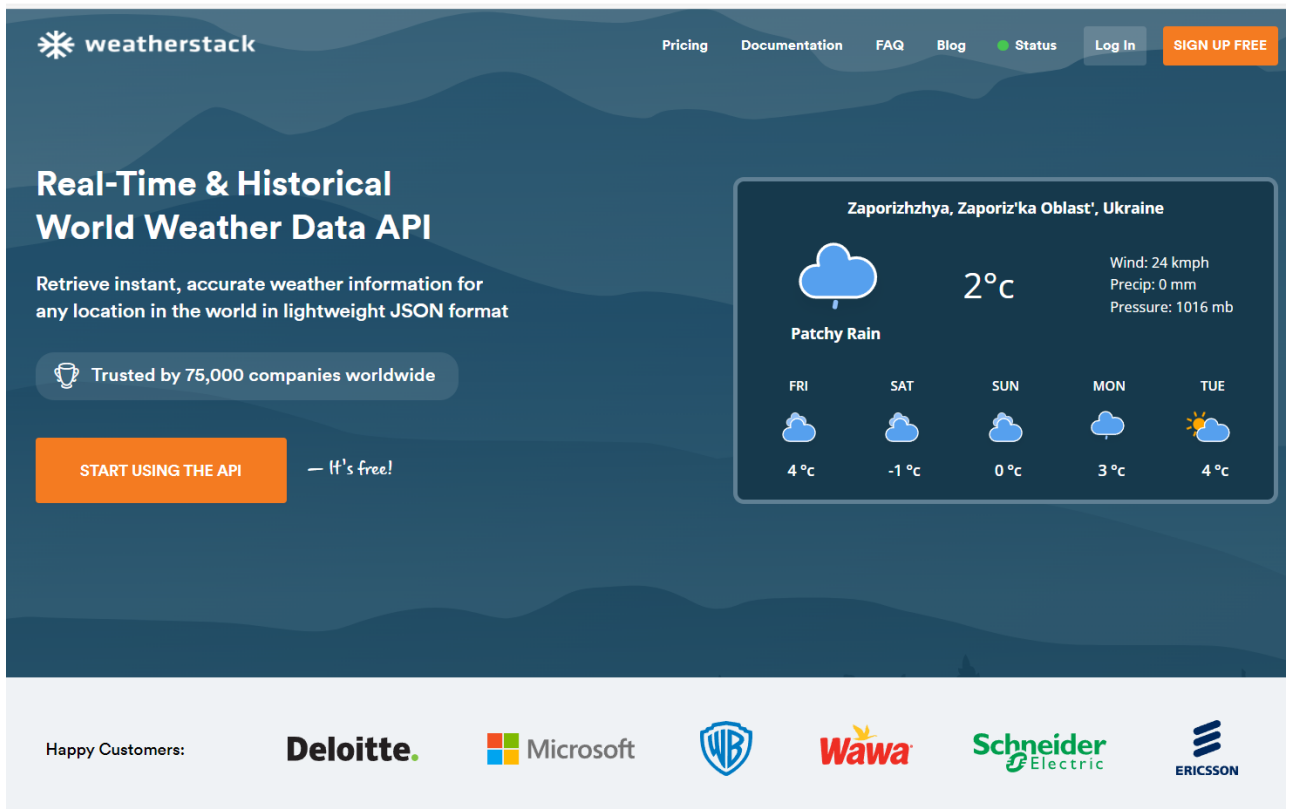 weatherstack
Pricing Documentation FAQ Blog Status Log In SIGN UP FREE
Real-Time & Historical
World Weather Data API
Retrieve instant, accurate weather information for
any location in the world in lightweight JSON format
Trusted by 75,000 companies worldwide
START USING THE API
– It's free!
Zaporizhzhya, Zaporiz'ka Oblast', Ukraine
Patchy Rain
2°c
Wind: 24 kmph
Precip: 0 mm
Pressure: 1016 mb
FRI SAT SUN MON TUE
4 °c -1 °c 0 °c 3 °c 4 °c
Happy Customers:
Deloitte.
Microsoft
WB
Wawa
Schneider
Electric
ERICSSON